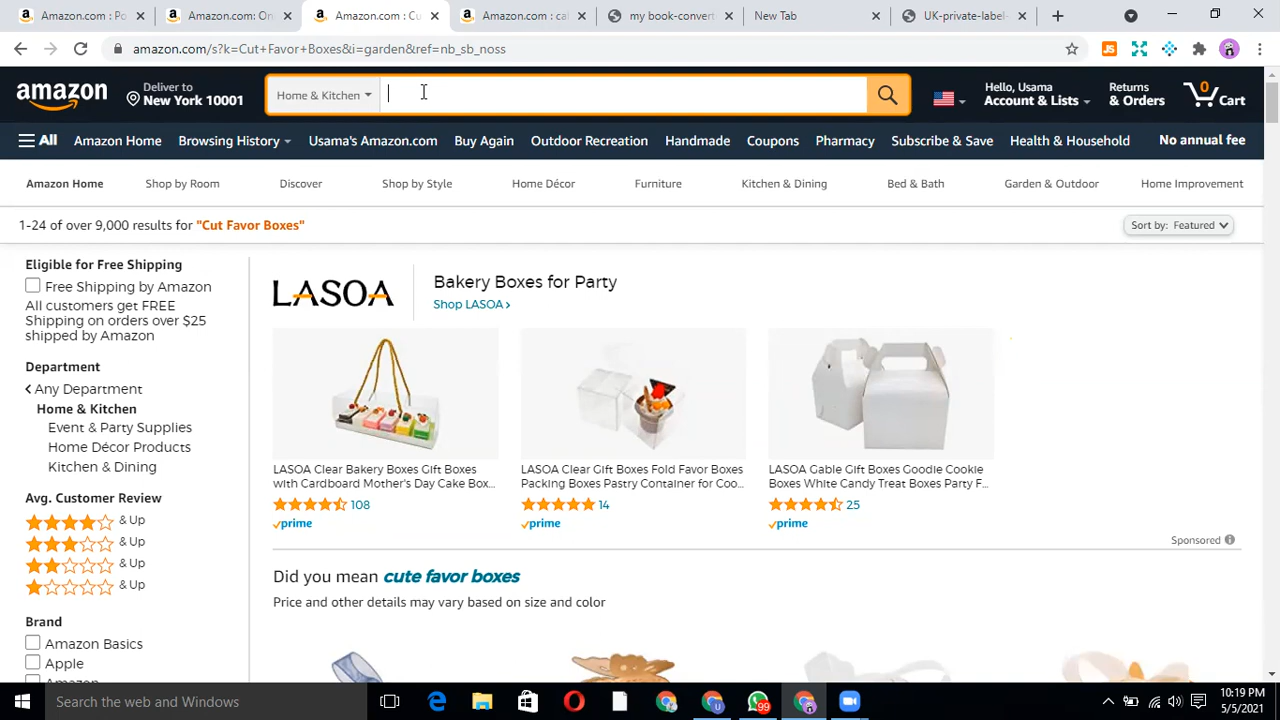 Amazon.com : Po
Amazon.com: On
Amazon.com : Cu
Amazon.com : ca
my book-convert
New Tab
UK-private-label-
amazon.com/s?k=Cut+Favor+Boxes&i=garden&ref=nb_sb_noss
JS
amazon
Deliver to
New York 10001
Home & Kitchen
Hello, Usama
Account & Lists
Returns
& Orders
0
Cart
All
Amazon Home
Browsing History
Usama's Amazon.com
Buy Again
Outdoor Recreation
Handmade
Coupons
Pharmacy
Subscribe & Save
Health & Household
No annual fee
Amazon Home
Shop by Room
Discover
Shop by Style
Home Décor
Furniture
Kitchen & Dining
Bed & Bath
Garden & Outdoor
Home Improvement
1-24 of over 9,000 results for "Cut Favor Boxes"
Sort by: Featured
Eligible for Free Shipping
Free Shipping by Amazon
All customers get FREE
Shipping on orders over $25
shipped by Amazon
Department
Any Department
Home & Kitchen
Event & Party Supplies
Home Décor Products
Kitchen & Dining
Avg. Customer Review
& Up
& Up
& Up
& Up
Brand
Amazon Basics
Apple
LASOA
Bakery Boxes for Party
Shop LASOA ›
LASOA Clear Bakery Boxes Gift Boxes
with Cardboard Mother's Day Cake Box...
108
prime
LASOA Clear Gift Boxes Fold Favor Boxes
Packing Boxes Pastry Container for Coo...
14
prime
LASOA Gable Gift Boxes Goodie Cookie
Boxes White Candy Treat Boxes Party F...
25
prime
Sponsored
Did you mean cute favor boxes
Price and other details may vary based on size and color
Search the web and Windows
99
10:19 PM
5/5/2021